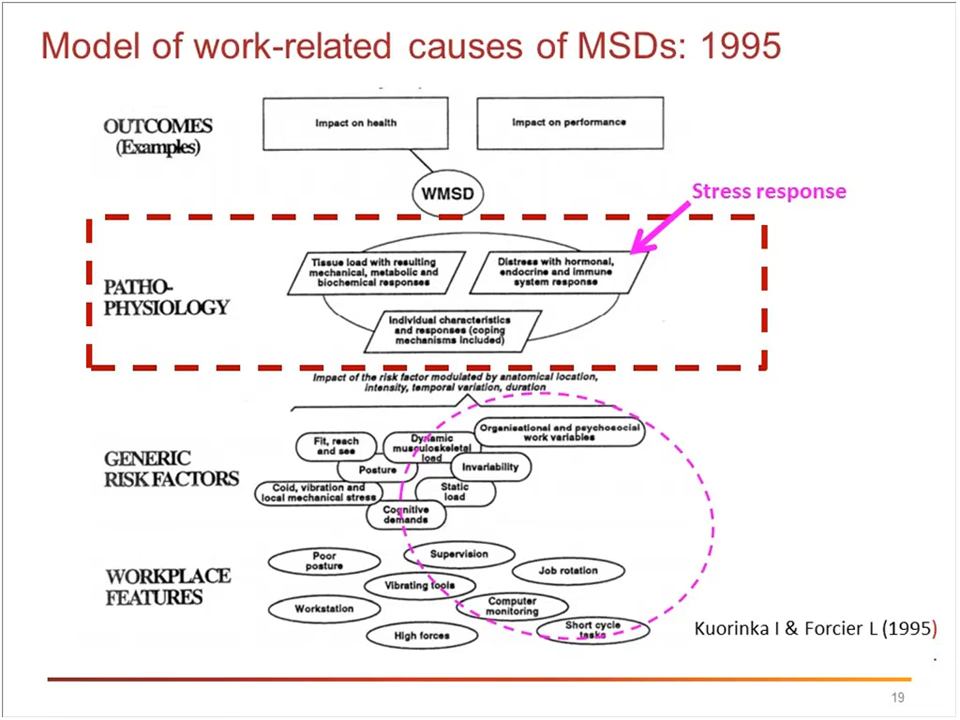 Model of work-related causes of MSDs: 1995
OUTCOMES
(Examples)
Impact on health
Impact on performance
WMSD
Stress response
PATHO-
PHYSIOLOGY
Tissue load with resulting
mechanical, metabolic and
biochemical responses
Distress with hormonal,
endocrine and immune
system response
Individual characteristics
and responses (coping
mechanisms included)
Impact of the risk factor modulated by anatomical location,
intensity, temporal variation, duration
GENERIC
RISK FACTORS
Fit, reach
and see
Dynamic
musculoskeletal
load
Organisational and psychosocial
work variables
Posture
Invariability
Cold, vibration and
local mechanical stress
Static
load
Cognitive
demands
WORKPLACE
FEATURES
Poor
posture
Supervision
Job rotation
Vibrating tools
Workstation
Computer
monitoring
High forces
Short cycle
tasks
Kuorinka I & Forcier L (1995)
.
19